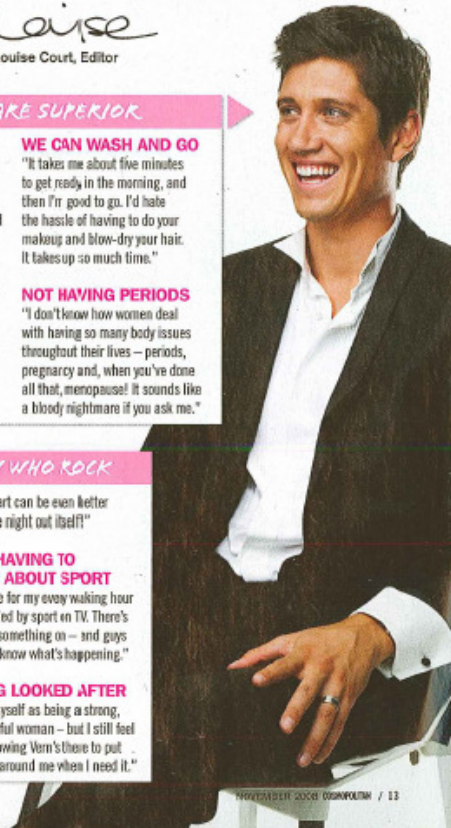 Louise
ouise Court, Editor
ARE SUPERIOR
WE CAN WASH AND GO
"It takes me about five minutes
to get ready in the morning, and
then I'm good to go. I'd hate
the hassle of having to do your
makeup and blow-dry your hair.
It takes up so much time."
NOT HAVING PERIODS
"I don't know how women deal
with having so many body issues
throughout their lives – periods,
pregnancy and, when you've done
all that, menopause! It sounds like
a bloody nightmare if you ask me."
WHO ROCK
art can be even better
e night out itself!"
HAVING TO
ABOUT SPORT
e for my every waking hour
ed by sport on TV. There's
something on – and guys
know what's happening."
G LOOKED AFTER
yself as being a strong,
ful woman – but I still feel
wing Vern's there to put
around me when I need it."
NOVEMBER 2008 COSMOPOLITAN / 13